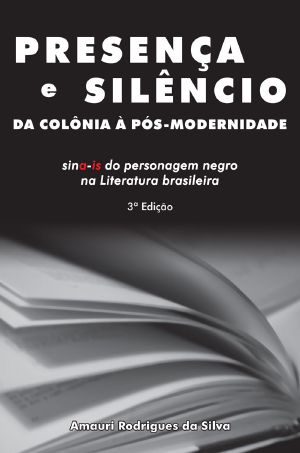 PRESENÇA
e SILÊNCIO
DA COLÔNIA À PÓS-MODERNIDADE
sina-is do personagem negro
na Literatura brasileira
3ª Edição
Amauri Rodrigues da Silva